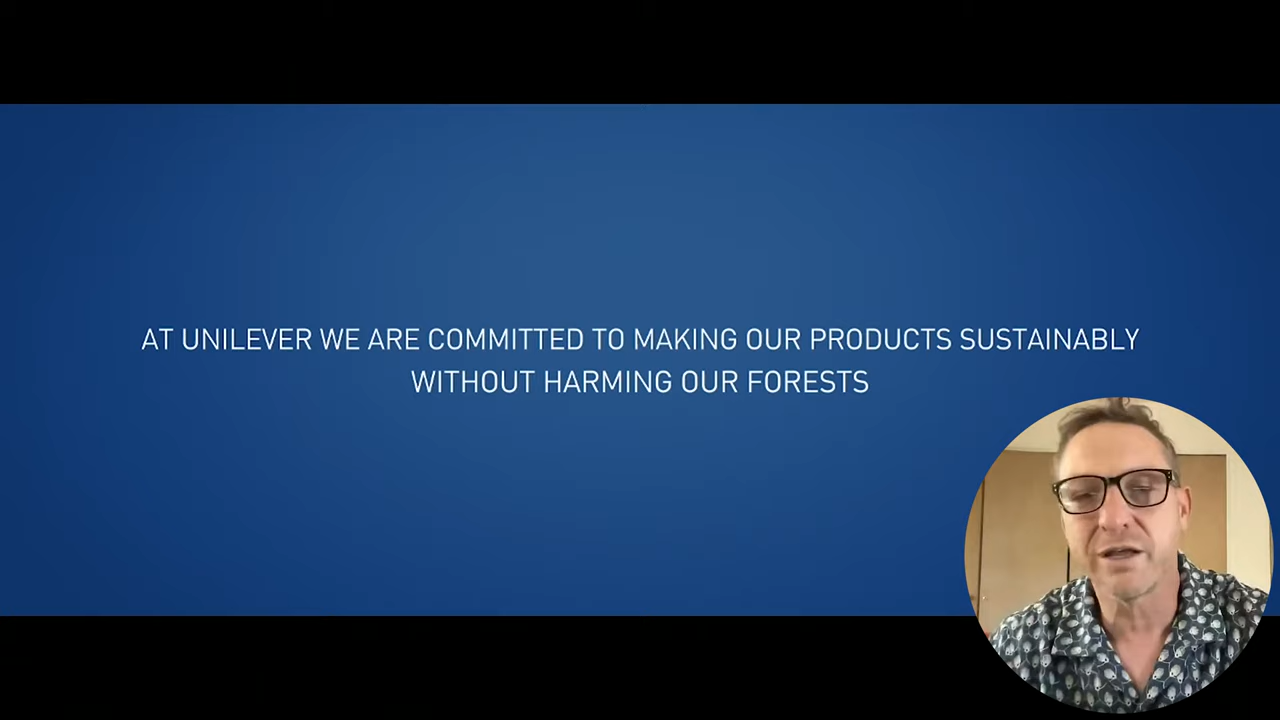 AT UNILEVER WE ARE COMMITTED TO MAKING OUR PRODUCTS SUSTAINABLY
WITHOUT HARMING OUR FORESTS